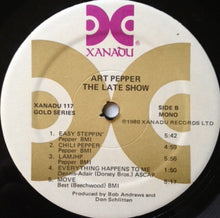 XANADU
ART PEPPER
THE LATE SHOW
XANADU 117
GOLD SERIES
SIDE B
MONO
℗1980 XANADU RECORDS LTD
1. EASY STEPPIN' 5:42
Pepper BMI
2. CHILI PEPPER 4:59
Pepper BMI
3. LAMJHP
Pepper BMI
4. EVERYTHING HAPPENS TO ME 5:56
Dennis-Adair (Dorsey Bros.) ASCAP
5. MOVE
Best (Beechwood) BMI
Produced by Bob Andrews and
Don Schlitten